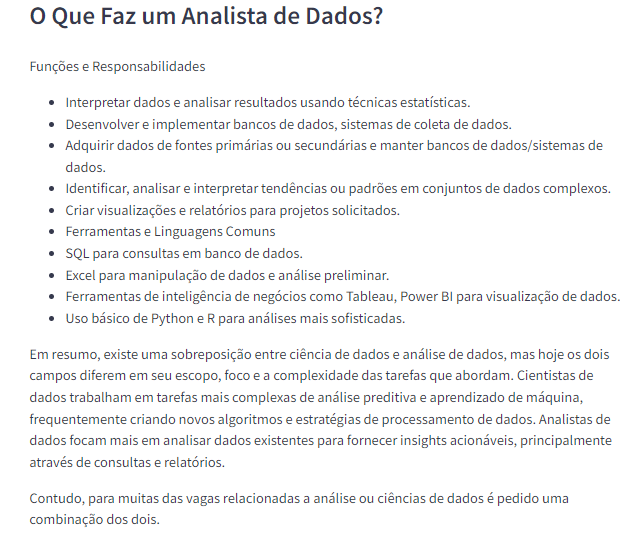 O Que Faz um Analista de Dados?
Funções e Responsabilidades
• Interpretar dados e analisar resultados usando técnicas estatísticas.
• Desenvolver e implementar bancos de dados, sistemas de coleta de dados.
• Adquirir dados de fontes primárias ou secundárias e manter bancos de dados/sistemas de
dados.
• Identificar, analisar e interpretar tendências ou padrões em conjuntos de dados complexos.
• Criar visualizações e relatórios para projetos solicitados.
• Ferramentas e Linguagens Comuns
• SQL para consultas em banco de dados.
• Excel para manipulação de dados e análise preliminar.
• Ferramentas de inteligência de negócios como Tableau, Power BI para visualização de dados.
• Uso básico de Python e R para análises mais sofisticadas.
Em resumo, existe uma sobreposição entre ciência de dados e análise de dados, mas hoje os dois
campos diferem em seu escopo, foco e a complexidade das tarefas que abordam. Cientistas de
dados trabalham em tarefas mais complexas de análise preditiva e aprendizado de máquina,
frequentemente criando novos algoritmos e estratégias de processamento de dados. Analistas de
dados focam mais em analisar dados existentes para fornecer insights acionáveis, principalmente
através de consultas e relatórios.
Contudo, para muitas das vagas relacionadas a análise ou ciências de dados é pedido uma
combinação dos dois.